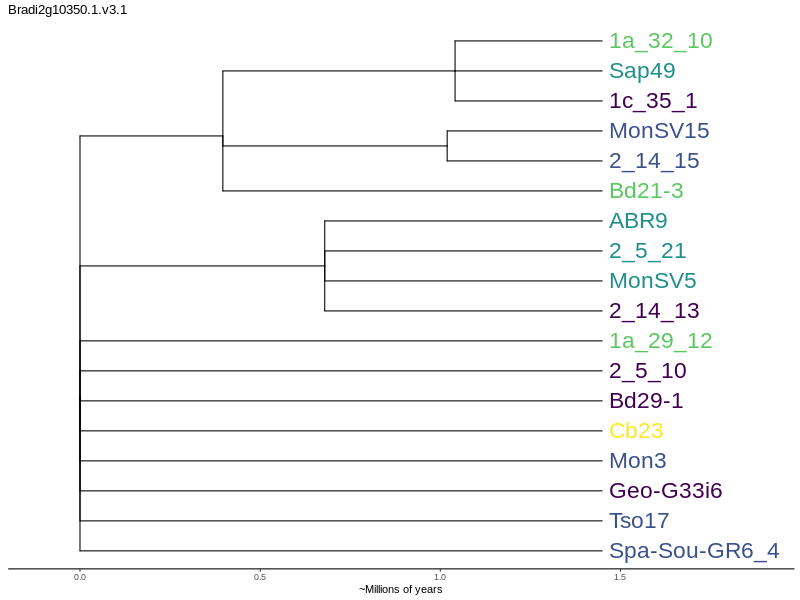 Bradi2g10350.1.v3.1
1a_32_10
Sap49
1c_35_1
MonSV15
2_14_15
Bd21-3
ABR9
2_5_21
MonSV5
2_14_13
1a_29_12
2_5_10
Bd29-1
Cb23
Mon3
Geo-G33i6
Tso17
Spa-Sou-GR6_4
0.0 0.5 1.0 1.5
~Millions of years